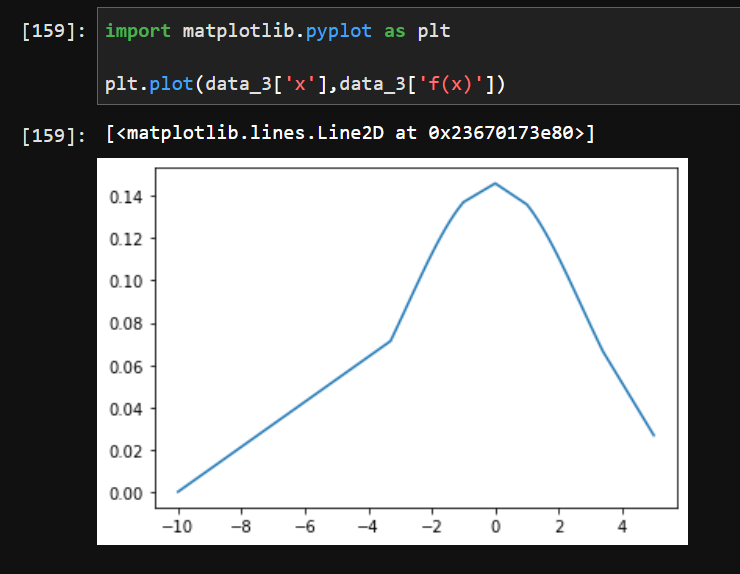 [159]: import matplotlib.pyplot as plt
plt.plot(data_3['x'],data_3['f(x)'])
[159]: [<matplotlib.lines.Line2D at 0x23670173e80>]
0.14
0.12
0.10
0.08
0.06
0.04
0.02
0.00
−10 −8 −6 −4 −2 0 2 4